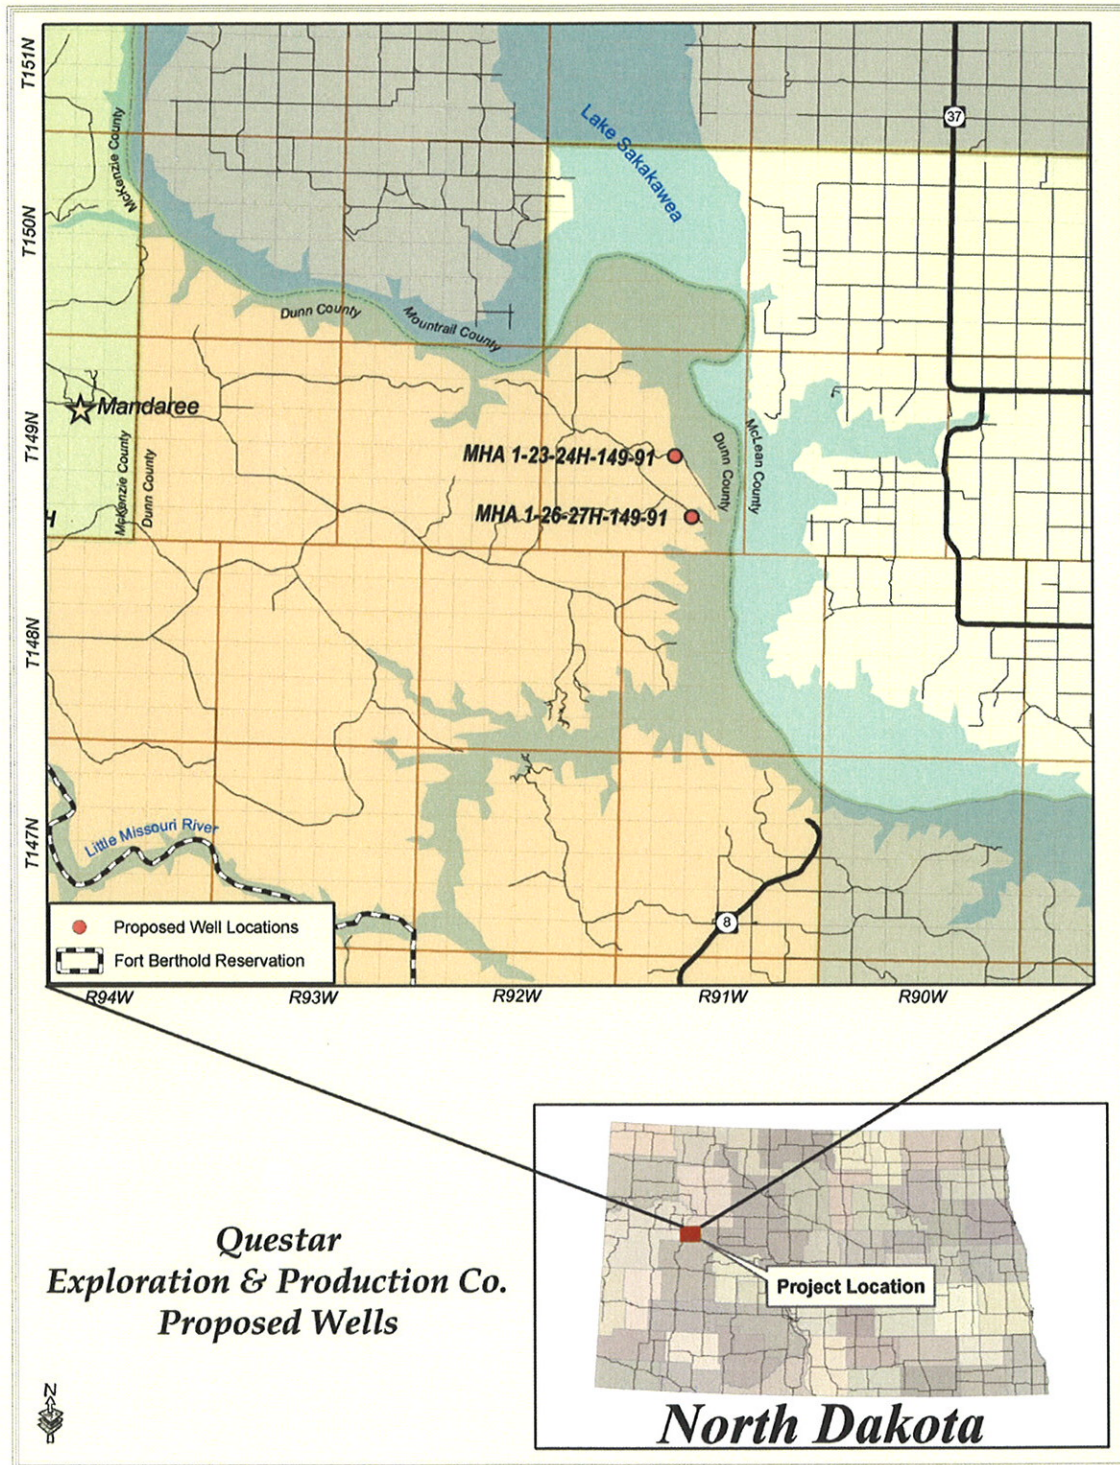 T151N
T150N
T149N
T148N
T147N
McKenzie County
Lake Sakakawea
37
Dunn County
Mountrail County
Mandaree
McKenzie County
Dunn County
H
MHA 1-23-24H-149-91
MHA 1-26-27H-149-91
Dunn County
McLean County
Little Missouri River
8
Proposed Well Locations
Fort Berthold Reservation
R94W
R93W
R92W
R91W
R90W
Questar
Exploration & Production Co.
Proposed Wells
N
Project Location
North Dakota